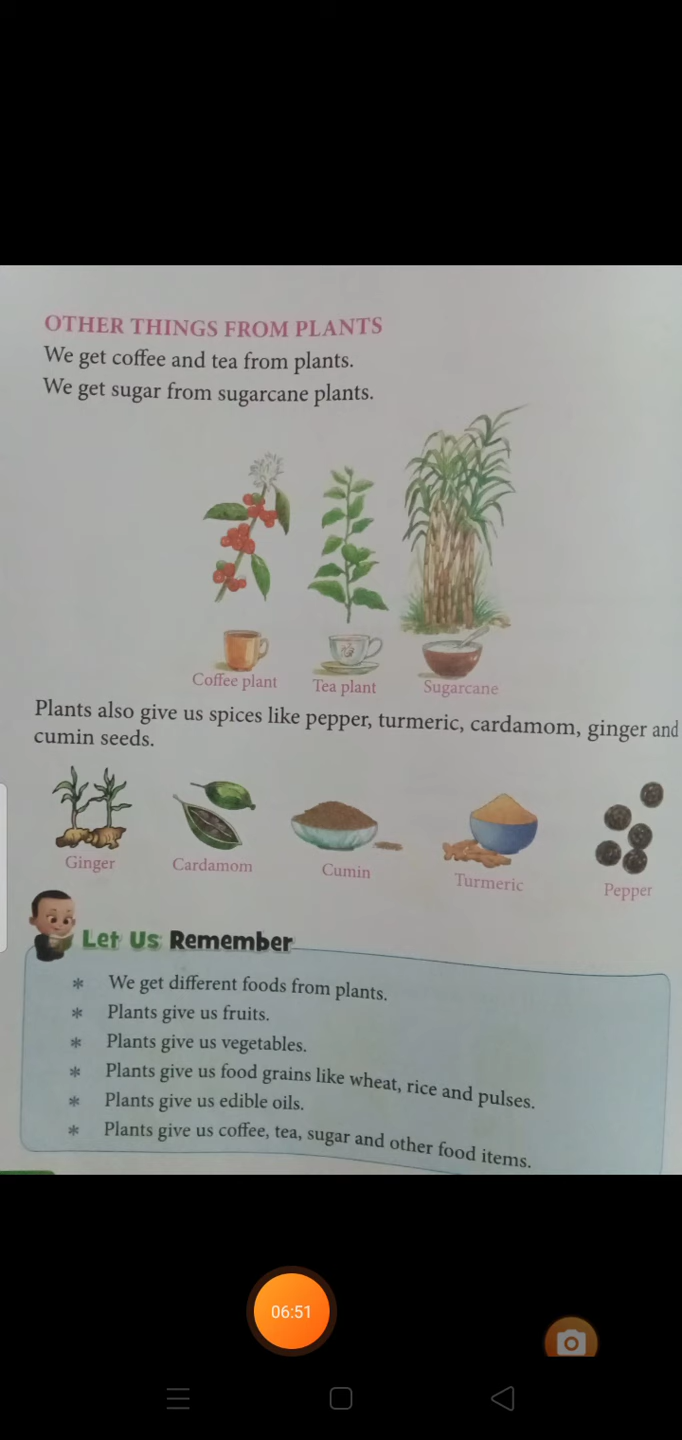 OTHER THINGS FROM PLANTS
We get coffee and tea from plants.
We get sugar from sugarcane plants.
Coffee plant
Tea plant
Sugarcane
Plants also give us spices like pepper, turmeric, cardamom, ginger and
cumin seeds.
Ginger
Cardamom
Cumin
Turmeric
Pepper
Let Us Remember
* We get different foods from plants.
* Plants give us fruits.
* Plants give us vegetables.
* Plants give us food grains like wheat, rice and pulses.
* Plants give us edible oils.
* Plants give us coffee, tea, sugar and other food items.
06:51